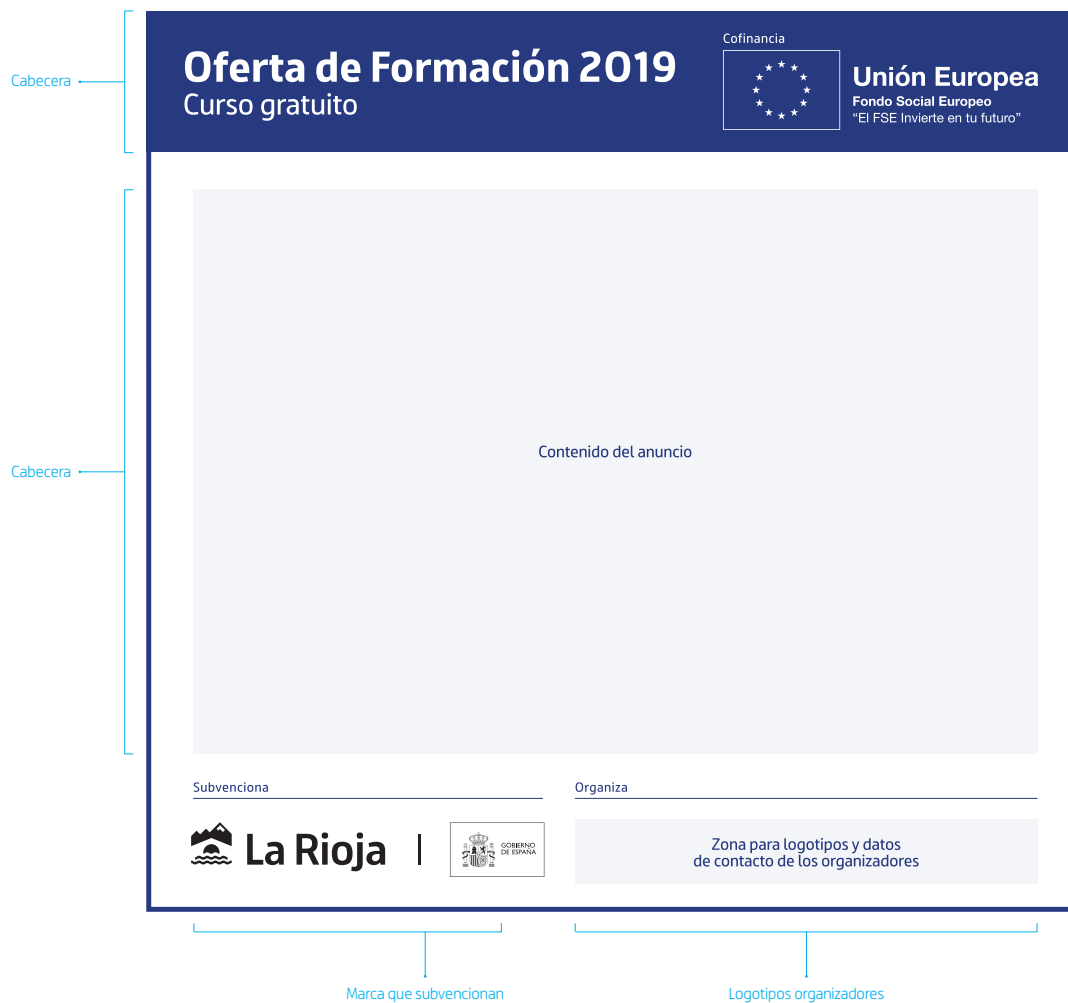 Cofinancia
Oferta de Formación 2019
Curso gratuito
Unión Europea
Fondo Social Europeo
“El FSE Invierte en tu futuro”
Cabecera
Contenido del anuncio
Cabecera
Subvenciona
Organiza
La Rioja
GOBIERNO
DE ESPAÑA
Zona para logotipos y datos
de contacto de los organizadores
Marca que subvencionan
Logotipos organizadores